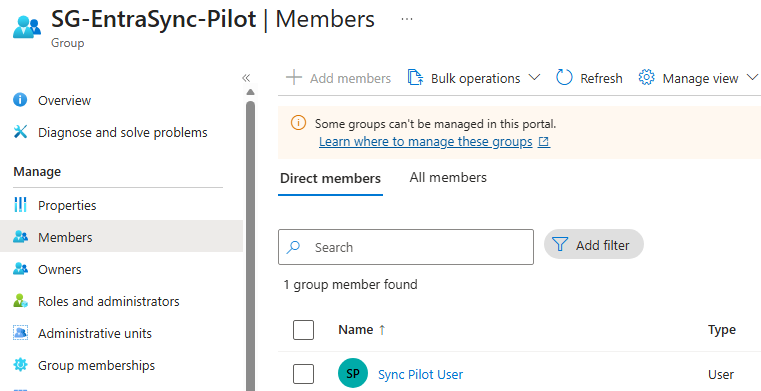 SG-EntraSync-Pilot | Members ...
Group
Overview
Diagnose and solve problems
Manage
Properties
Members
Owners
Roles and administrators
Administrative units
Group memberships
Add members Bulk operations Refresh Manage view
Some groups can't be managed in this portal.
Learn where to manage these groups
Direct members All members
Search Add filter
1 group member found
Name ↑ Type
SP Sync Pilot User User